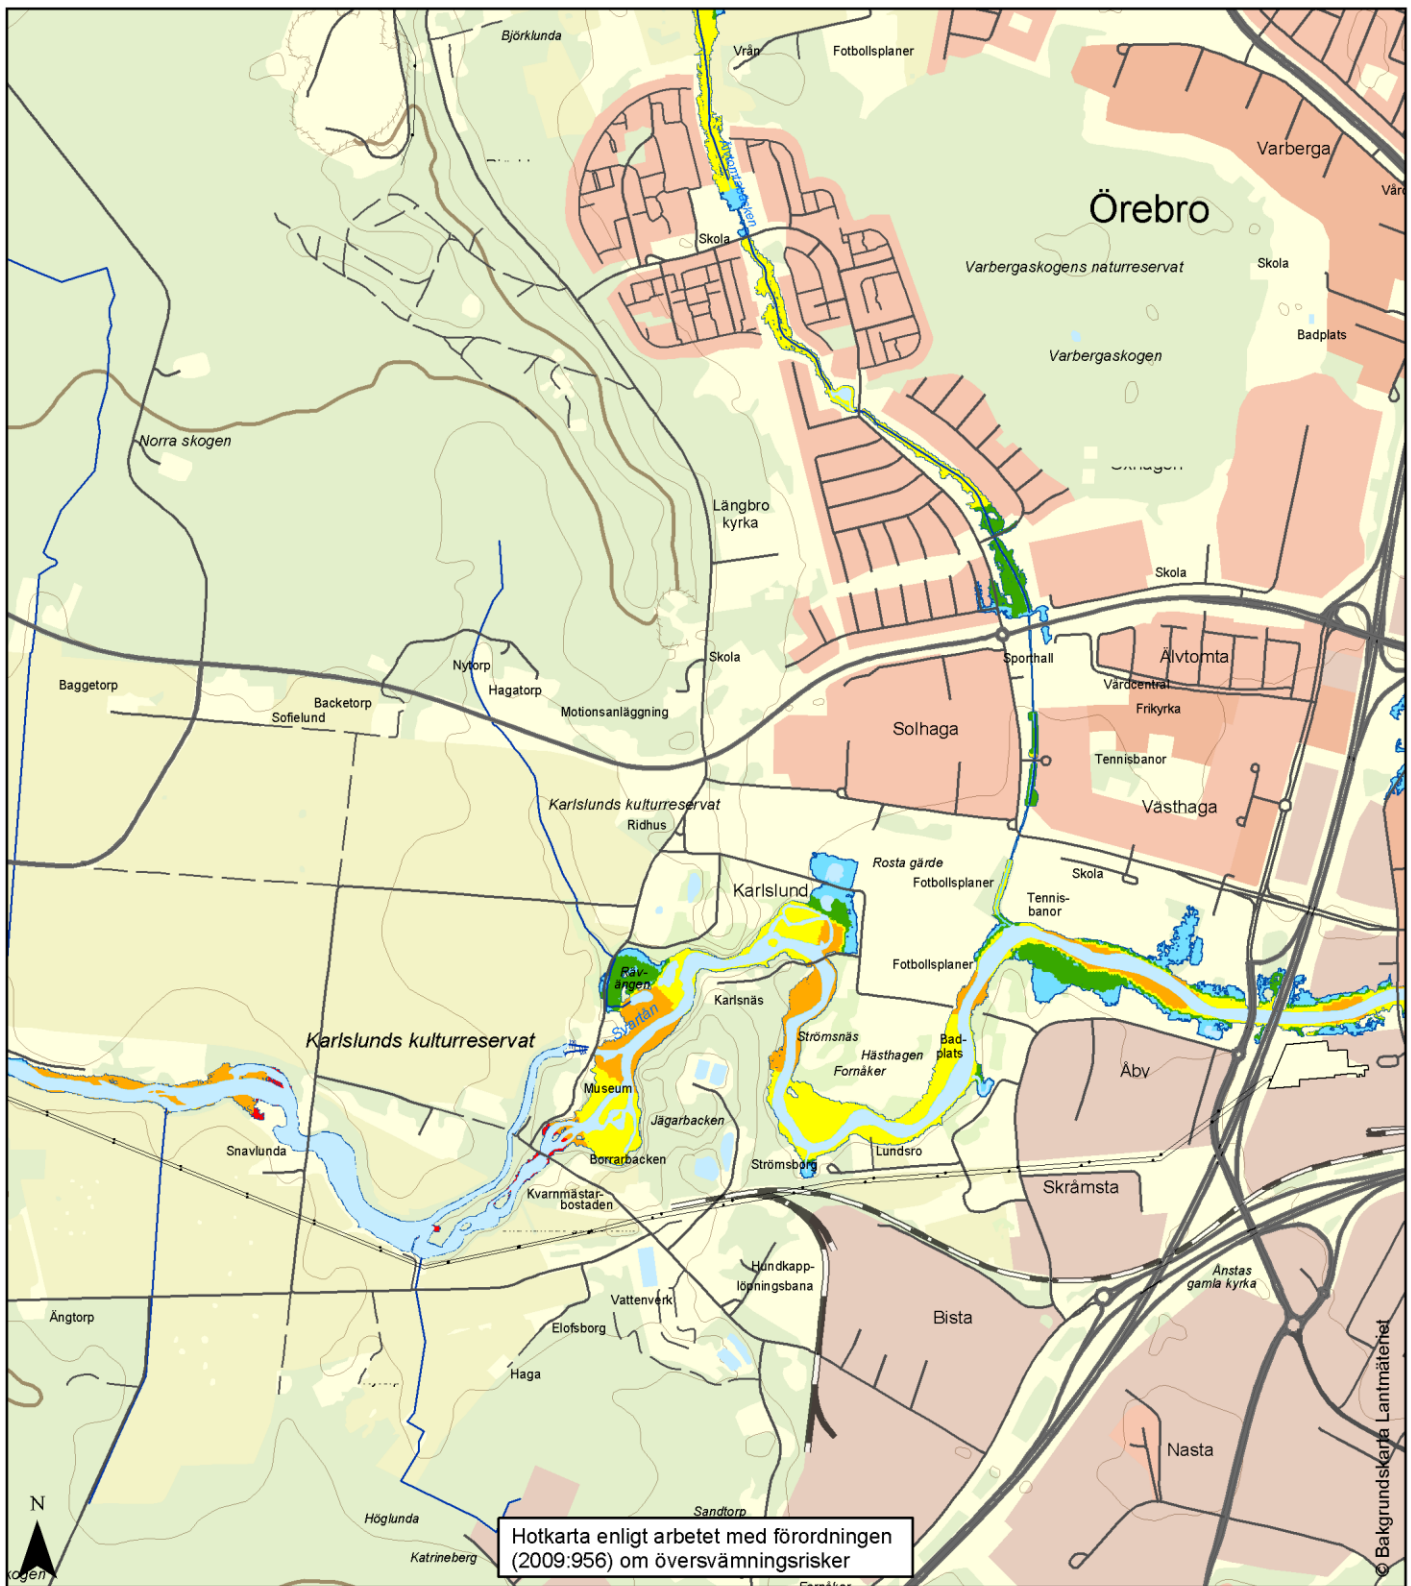 Björklunda
Vrån
Fotbollsplaner
Varberga
Örebro
Älvtomtabäcken
Skola
Varbergaskogens naturreservat
Skola
Badplats
Varbergaskogen
Norra skogen
Längbro
kyrka
Skola
Nytorp
Hagatorp
Skola
Sporthall
Älvtomta
Baggetorp
Backetorp
Sofielund
Motionsanläggning
Vårdcentral
Frikyrka
Solhaga
Tennisbanor
Västhaga
Karlslunds kulturreservat
Ridhus
Rosta gärde
Fotbollsplaner
Skola
Karlslund
Tennis-
banor
Räv-
ängen
Fotbollsplaner
Karlsnäs
Svartån
Karlslunds kulturreservat
Strömsnäs
Hästhagen
Fornåker
Bad-
plats
Åbv
Museum
Jägarbacken
Snavlunda
Borrarbacken
Strömsborg
Lundsro
Skråmsta
Kvarnmästar-
bostaden
Hundkapp-
löpningsbana
Ånstas
gamla kyrka
Vattenverk
Ängtorp
Elofsborg
Bista
Haga
Nasta
Höglunda
Sandtorp
Katrineberg
N
Hotkarta enligt arbetet med förordningen
(2009:956) om översvämningsrisker
© Bakgrundskarta Lantmäteriet